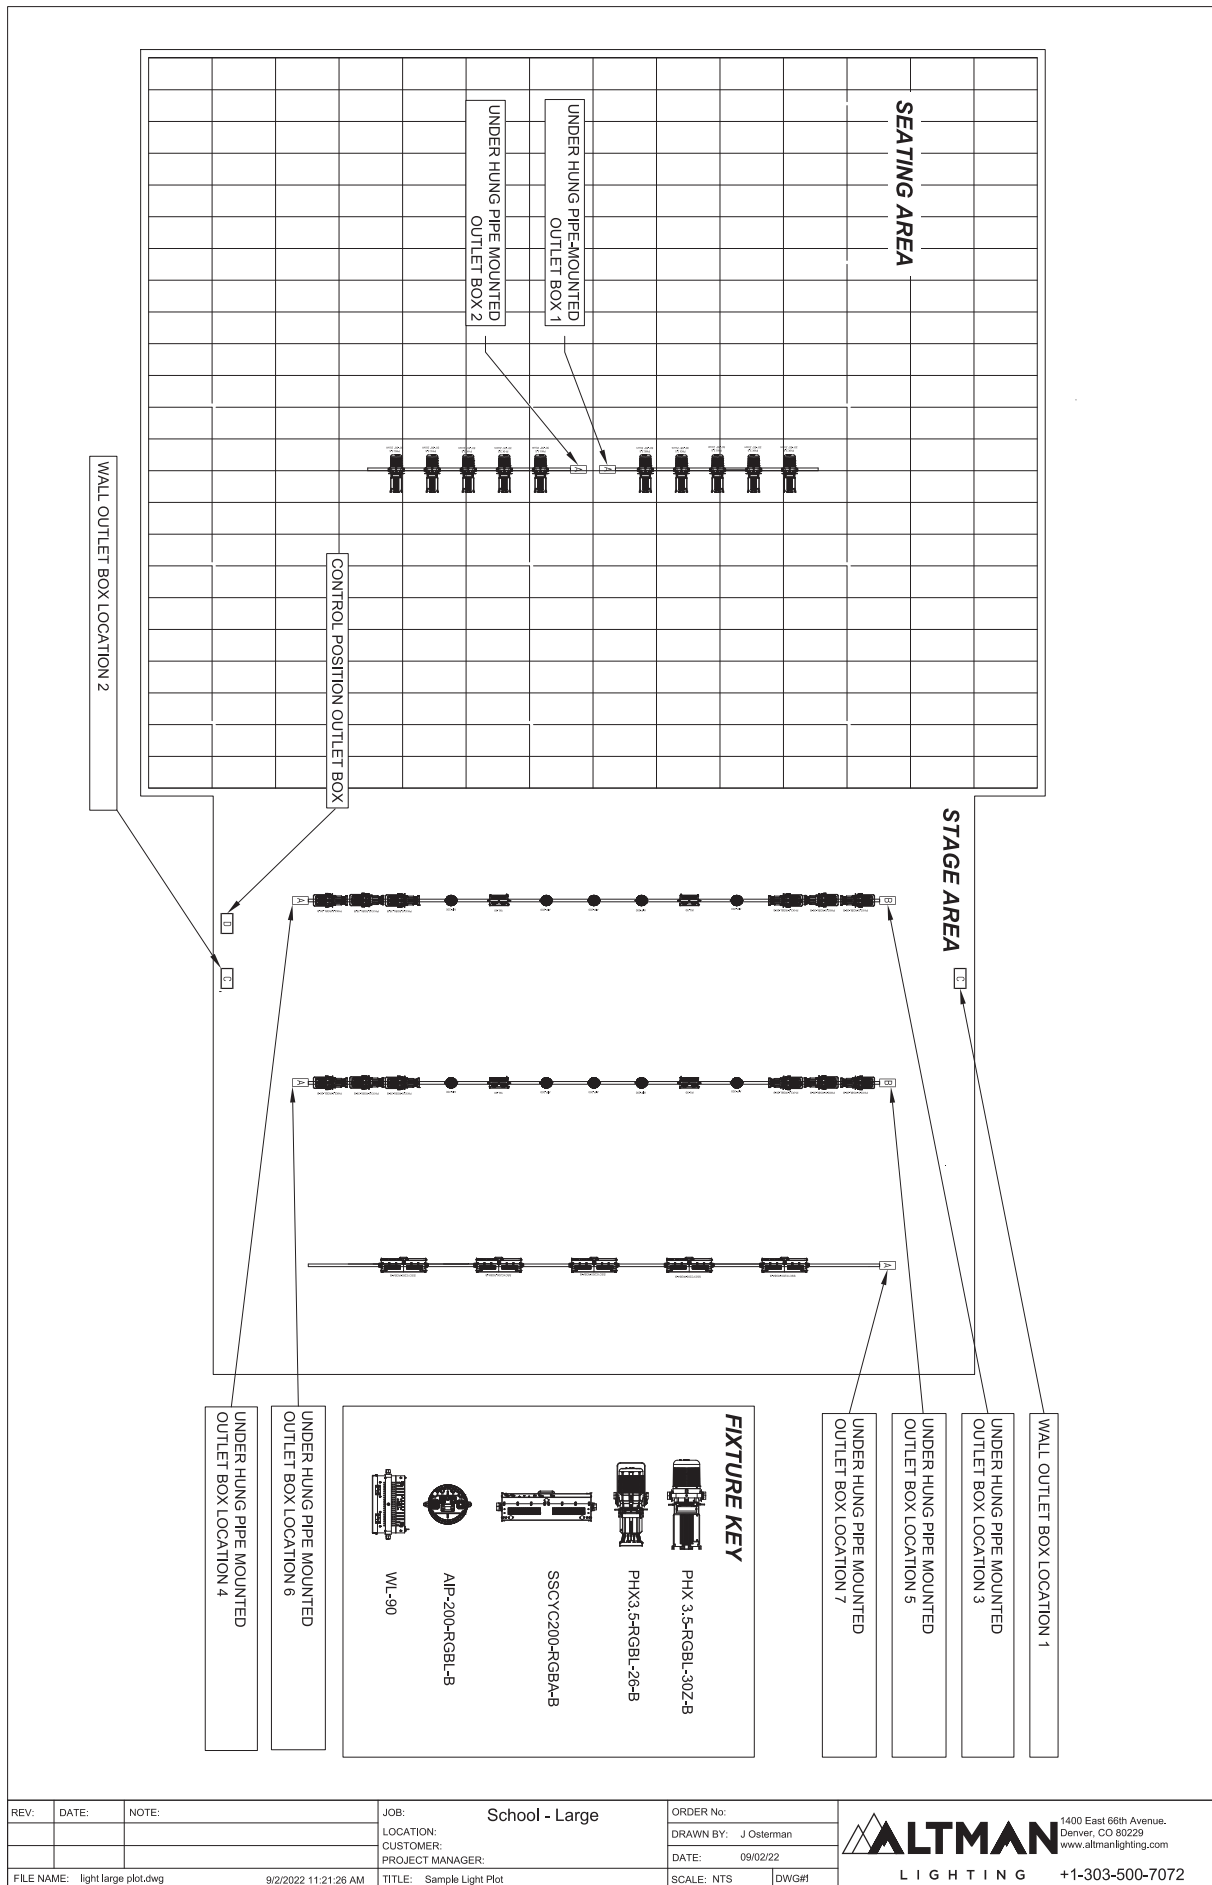 SEATING AREA
UNDER HUNG PIPE-MOUNTED
OUTLET BOX 1
UNDER HUNG PIPE MOUNTED
OUTLET BOX 2
A
A
WALL OUTLET BOX LOCATION 2
CONTROL POSITION OUTLET BOX
STAGE AREA
A
B
D
C
C
A
B
A
UNDER HUNG PIPE MOUNTED
OUTLET BOX LOCATION 4
UNDER HUNG PIPE MOUNTED
OUTLET BOX LOCATION 6
FIXTURE KEY
PHX 3.5-RGBL-30Z-B
PHX3.5-RGBL-26-B
SSCYC200-RGBA-B
AIP-200-RGBL-B
WL-90
UNDER HUNG PIPE MOUNTED
OUTLET BOX LOCATION 7
UNDER HUNG PIPE MOUNTED
OUTLET BOX LOCATION 5
UNDER HUNG PIPE MOUNTED
OUTLET BOX LOCATION 3
WALL OUTLET BOX LOCATION 1
REV: DATE: NOTE:
FILE NAME: light large plot.dwg 9/2/2022 11:21:26 AM
JOB: School - Large
LOCATION:
CUSTOMER:
PROJECT MANAGER:
TITLE: Sample Light Plot
ORDER No:
DRAWN BY: J Osterman
DATE: 09/02/22
SCALE: NTS DWG#1
ALTMAN
LIGHTING
1400 East 66th Avenue.
Denver, CO 80229
www.altmanlighting.com
+1-303-500-7072